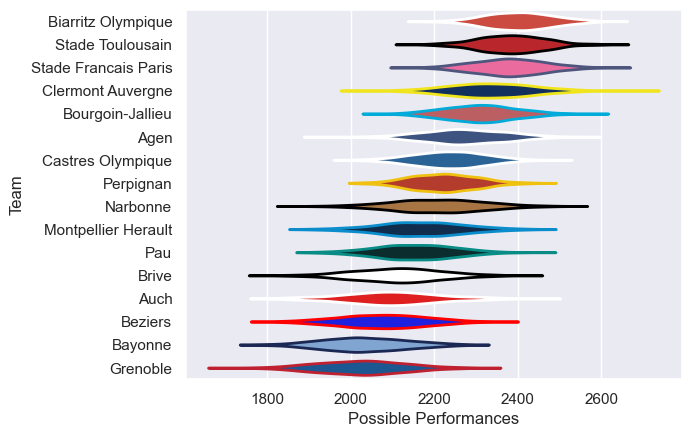 Biarritz Olympique
Stade Toulousain
Stade Francais Paris
Clermont Auvergne
Bourgoin-Jallieu
Agen
Castres Olympique
Perpignan
Narbonne
Montpellier Herault
Pau
Brive
Auch
Beziers
Bayonne
Grenoble
Team
1800 2000 2200 2400 2600
Possible Performances